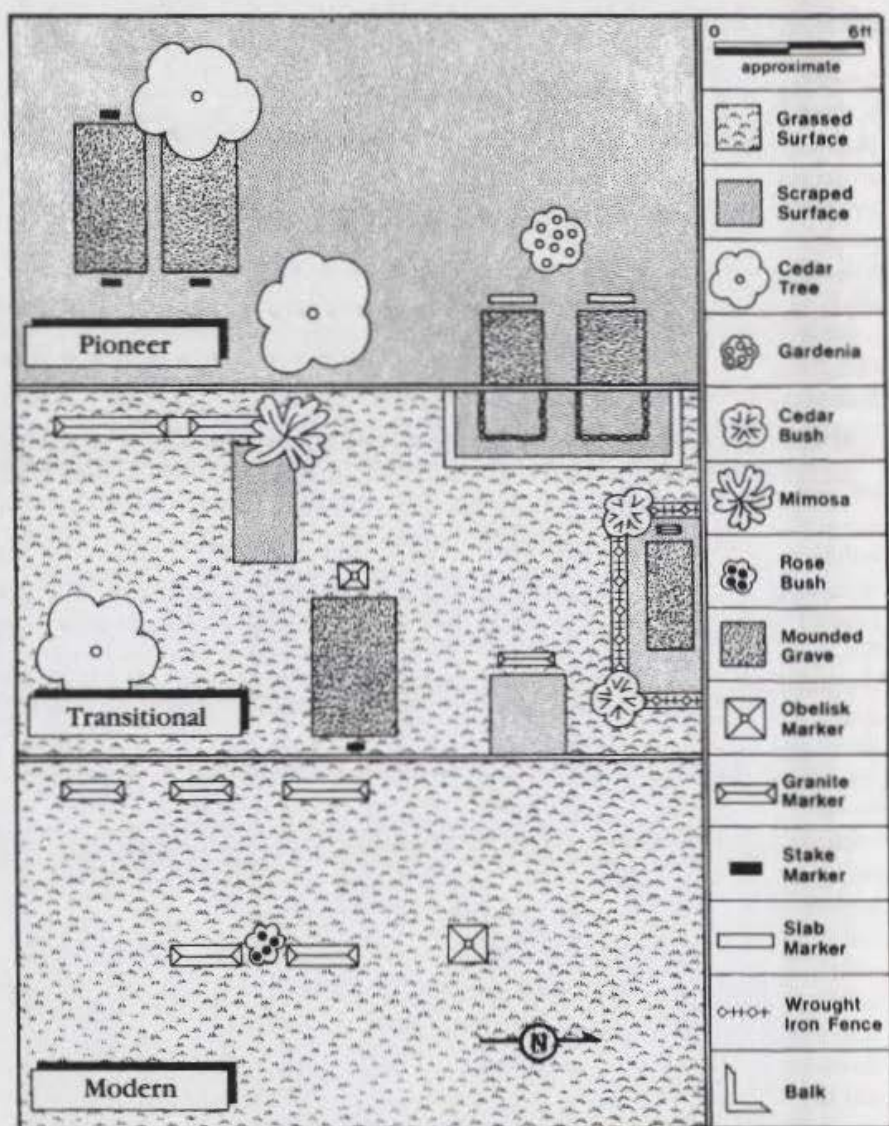 0 6ft
approximate
Grassed
Surface
Scraped
Surface
Cedar
Tree
Gardenia
Cedar
Bush
Mimosa
Rose
Bush
Mounded
Grave
Obelisk
Marker
Granite
Marker
Stake
Marker
Slab
Marker
Wrought
Iron Fence
Balk
Pioneer
Transitional
N
Modern